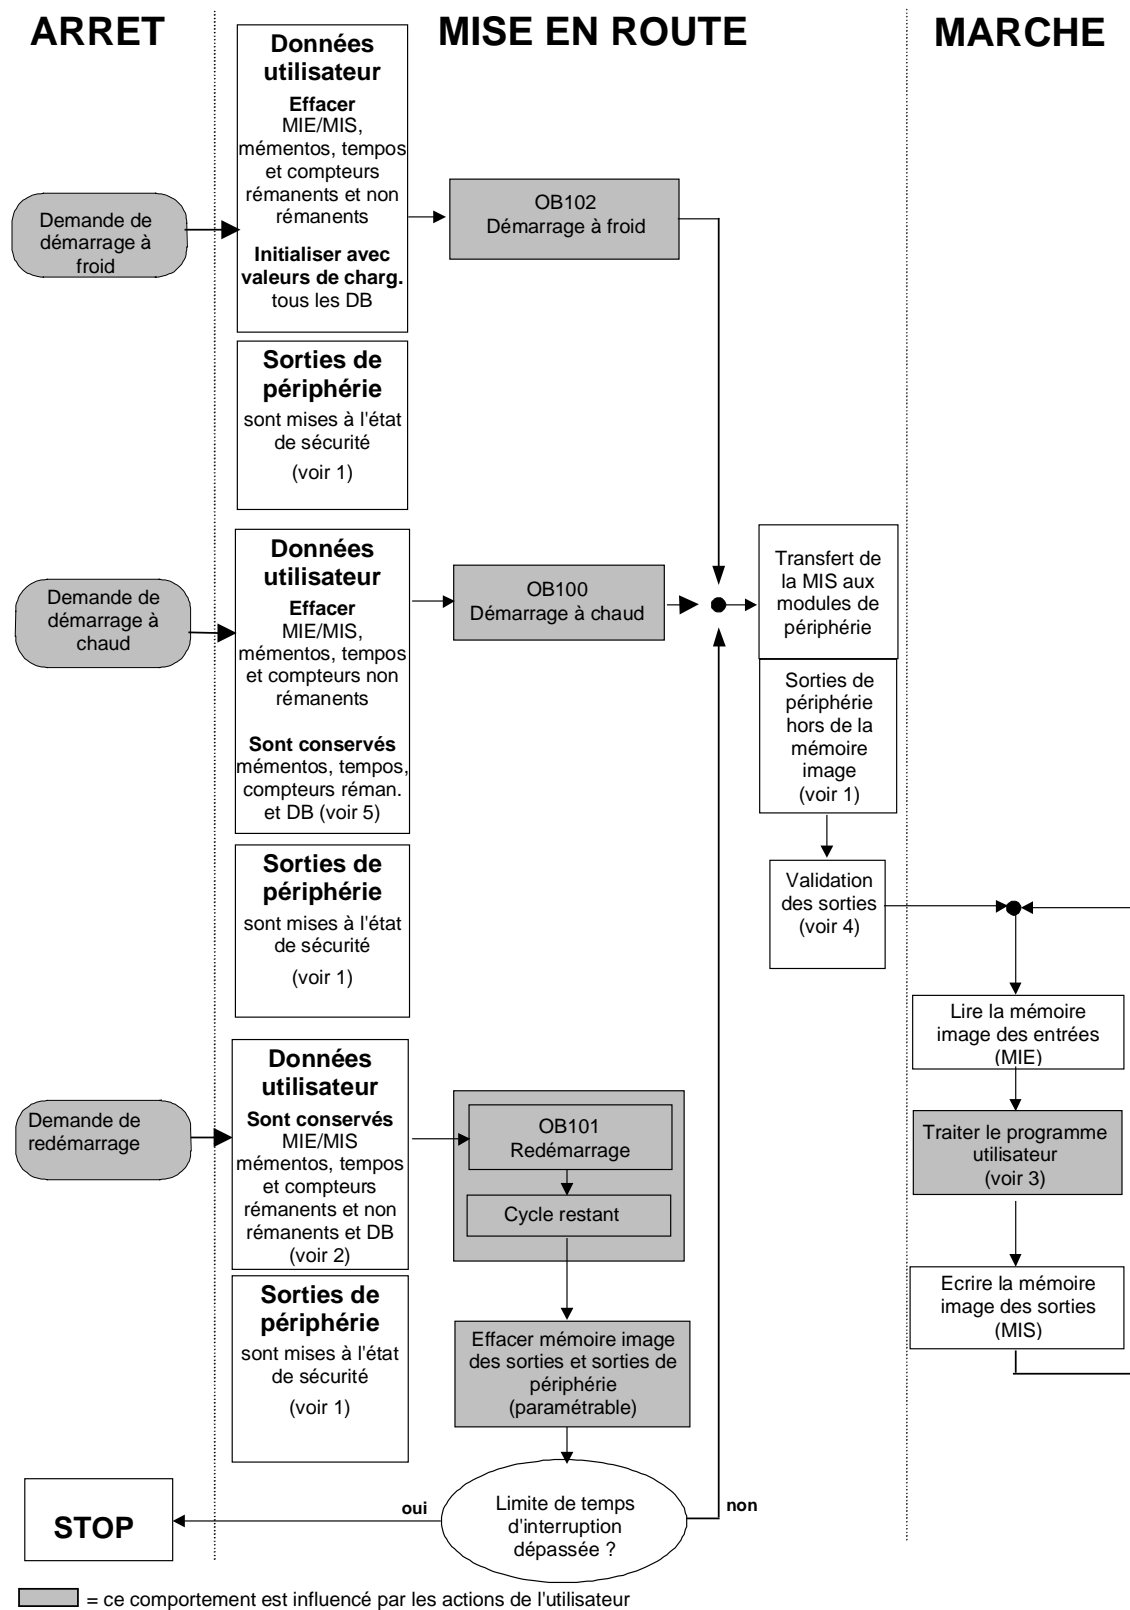 ARRET
MISE EN ROUTE
MARCHE
Données
utilisateur
Effacer
MIE/MIS,
mémentos, tempos
et compteurs
rémanents et non
rémanents
Initialiser avec
valeurs de charg.
tous les DB
Demande de
démarrage à
froid
OB102
Démarrage à froid
Sorties de
périphérie
sont mises à l'état
de sécurité
(voir 1)
Données
utilisateur
Effacer
MIE/MIS,
mémentos, tempos
et compteurs non
rémanents
Sont conservés
mémentos, tempos,
compteurs réman.
et DB (voir 5)
Demande de
démarrage à
chaud
OB100
Démarrage à chaud
Transfert de
la MIS aux
modules de
périphérie
Sorties de
périphérie
hors de la
mémoire
image
(voir 1)
Sorties de
périphérie
sont mises à l'état
de sécurité
(voir 1)
Validation
des sorties
(voir 4)
Lire la mémoire
image des entrées
(MIE)
Données
utilisateur
Sont conservés
MIE/MIS
mémentos, tempos
et compteurs
rémanents et non
rémanents et DB
(voir 2)
Demande de
redémarrage
OB101
Redémarrage
Cycle restant
Traiter le programme
utilisateur
(voir 3)
Ecrire la mémoire
image des sorties
(MIS)
Sorties de
périphérie
sont mises à l'état
de sécurité
(voir 1)
Effacer mémoire image
des sorties et sorties de
périphérie
(paramétrable)
STOP
oui
Limite de temps
d'interruption
dépassée ?
non
= ce comportement est influencé par les actions de l'utilisateur